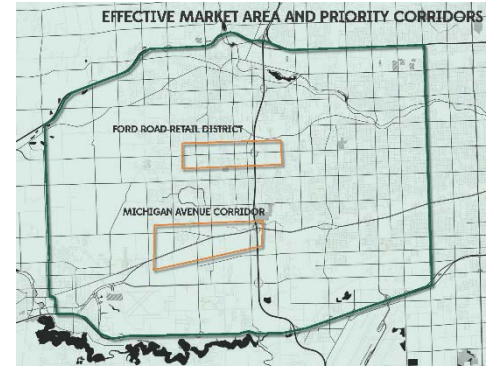 EFFECTIVE MARKET AREA AND PRIORITY CORRIDORS
FORD ROAD RETAIL DISTRICT
MICHIGAN AVENUE CORRIDOR